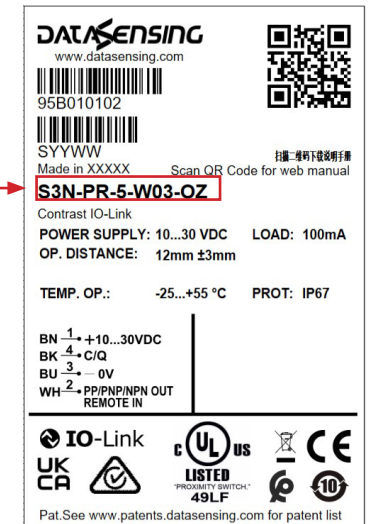 DATASENSING
www.datasensing.com
95B010102
SYYWW
扫描二维码下载说明手册
Made in XXXXX
Scan QR Code for web manual
S3N-PR-5-W03-OZ
Contrast IO-Link
POWER SUPPLY: 10...30 VDC LOAD: 100mA
OP. DISTANCE: 12mm ±3mm
TEMP. OP.: -25...+55 °C PROT: IP67
BN 1 +10...30VDC
BK 4 C/Q
BU 3 — 0V
WH 2 PP/PNP/NPN OUT
REMOTE IN
IO-Link
UK
CA
C UL US
LISTED
"PROXIMITY SWITCH."
49LF
CE
10
Pat.See www.patents.datasensing.com for patent list